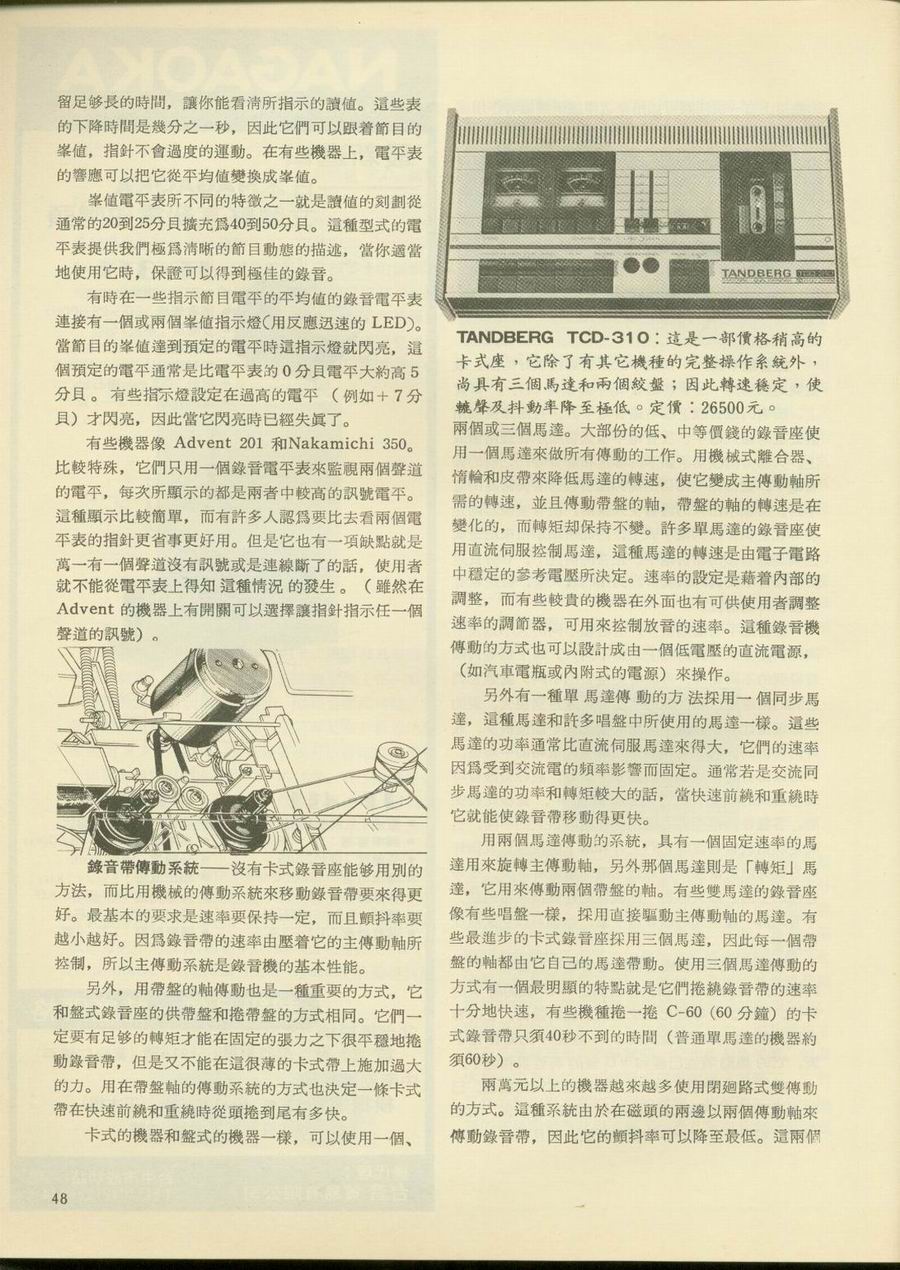 留足够長的時間，讓你能看淸所指示的讀値。這些表
的下降時間是幾分之一秒，因此它們可以跟着節目的
峯値，指針不會過度的運動。在有些機器上，電平表
的響應可以把它從平均値變換成峯値。
峯値電平表所不同的特徵之一就是讀値的刻劃從
通常的20到25分貝擴充爲40到50分貝。這種型式的電
平表提供我們極爲淸晰的節目動態的描述，當你適當
地使用它時，保證可以得到極佳的錄音。
有時在一些指示節目電平的平均値的錄音電平表
連接有一個或兩個峯値指示燈(用反應迅速的 LED)。
當節目的峯値達到預定的電平時這指示燈就閃亮，這
個預定的電平通常是比電平表的 0 分貝電平大約高 5
分貝 。 有些指示燈設定在過高的電平 （ 例如＋ 7 分
貝）才閃亮，因此當它閃亮時已經失眞了。
有些機器像 Advent 201 和Nakamichi 350。
比較特殊，它們只用一個錄音電平表來監視兩個聲道
的電平，每次所顯示的都是兩者中較高的訊號電平。
這種顯示比較簡單，而有許多人認爲要比去看兩個電
平表的指針更省事更好用。但是它也有一項缺點就是
萬一有一個聲道沒有訊號或是連線斷了的話，使用者
就不能從電平表上得知 這種情況 的發生 。 （ 雖然在
Advent 的機器上有開關可以選擇讓指針指示任一個
聲道的訊號）。
錄音帶傳動系統──沒有卡式錄音座能够用別的
方法，而比用機械的傳動系統來移動錄音帶要來得更
好。最基本的要求是速率要保持一定，而且顫抖率要
越小越好。因爲錄音帶的速率由壓着它的主傳動軸所
控制，所以主傳動系統是錄音機的基本性能。
另外，用帶盤的軸傳動也是一種重要的方式，它
和盤式錄音座的供帶盤和捲帶盤的方式相同。它們一
定要有足够的轉矩才能在固定的張力之下很平穩地捲
動錄音帶，但是又不能在這很薄的卡式帶上施加過大
的力。用在帶盤軸的傳動系統的方式也決定一條卡式
帶在快速前繞和重繞時從頭捲到尾有多快。
卡式的機器和盤式的機器一樣，可以使用一個、
48
TANDBERG
TANDBERG TCD-310：這是一部價格稍高的
卡式座，它除了有其它機種的完整操作系統外，
尚具有三個馬達和兩個絞盤；因此轉速穩定，使
轆聲及抖動率降至極低。定價：26500元。
兩個或三個馬達。大部份的低、中等價錢的錄音座使
用一個馬達來做所有傳動的工作。用機械式離合器、
惰輪和皮帶來降低馬達的轉速，使它變成主傳動軸所
需的轉速，並且傳動帶盤的軸，帶盤的軸的轉速是在
變化的，而轉矩却保持不變。許多單馬達的錄音座使
用直流伺服控制馬達，這種馬達的轉速是由電子電路
中穩定的參考電壓所決定。速率的設定是藉着內部的
調整，而有些較貴的機器在外面也有可供使用者調整
速率的調節器，可用來控制放音的速率。這種錄音機
傳動的方式也可以設計成由一個低電壓的直流電源，
（如汽車電瓶或內附式的電源）來操作。
另外有一種單 馬達傳 動的方 法採用一 個同步馬
達，這種馬達和許多唱盤中所使用的馬達一樣。這些
馬達的功率通常比直流伺服馬達來得大，它們的速率
因爲受到交流電的頻率影響而固定。通常若是交流同
步馬達的功率和轉矩較大的話，當快速前繞和重繞時
它就能使錄音帶移動得更快。
用兩個馬達傳動的系統，具有一個固定速率的馬
達用來旋轉主傳動軸，另外那個馬達則是「轉矩」馬
達，它用來傳動兩個帶盤的軸。有些雙馬達的錄音座
像有些唱盤一樣，採用直接驅動主傳動軸的馬達。有
些最進步的卡式錄音座採用三個馬達，因此每一個帶
盤的軸都由它自己的馬達帶動。使用三個馬達傳動的
方式有一個最明顯的特點就是它們捲繞錄音帶的速率
十分地快速，有些機種捲一捲 C-60 (60 分鐘）的卡
式錄音帶只須40秒不到的時間（普通單馬達的機器約
須60秒）。
兩萬元以上的機器越來越多使用閉廻路式雙傳動
的方式。這種系統由於在磁頭的兩邊以兩個傳動軸來
傳動錄音帶，因此它的顫抖率可以降至最低。這兩個